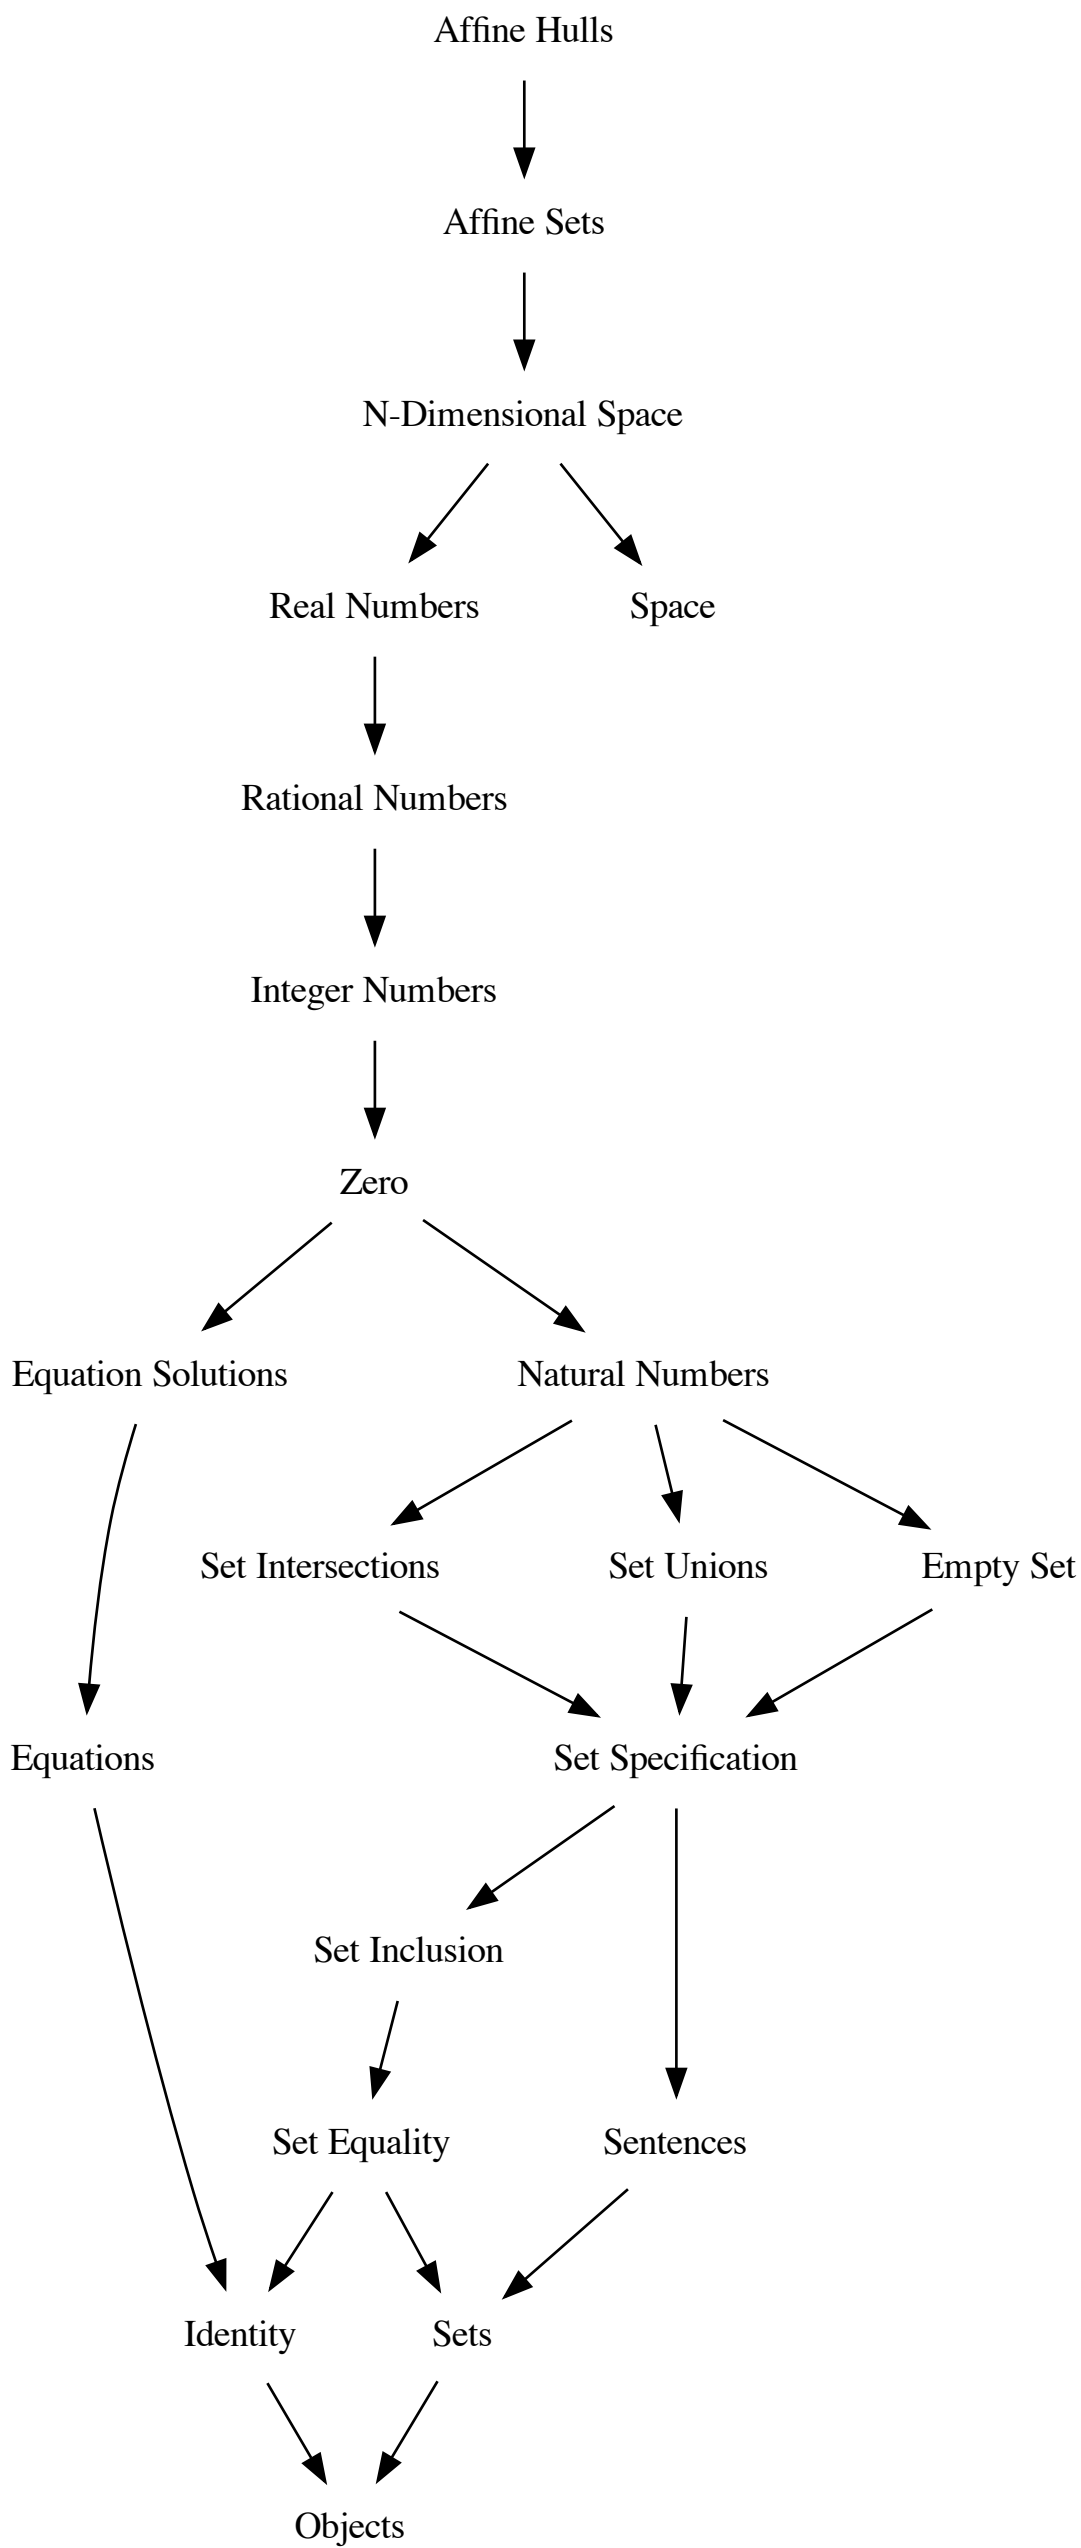 Affine Hulls
Affine Sets
N-Dimensional Space
Real Numbers
Space
Rational Numbers
Integer Numbers
Zero
Equation Solutions
Natural Numbers
Set Intersections
Set Unions
Empty Set
Equations
Set Specification
Set Inclusion
Set Equality
Sentences
Identity
Sets
Objects